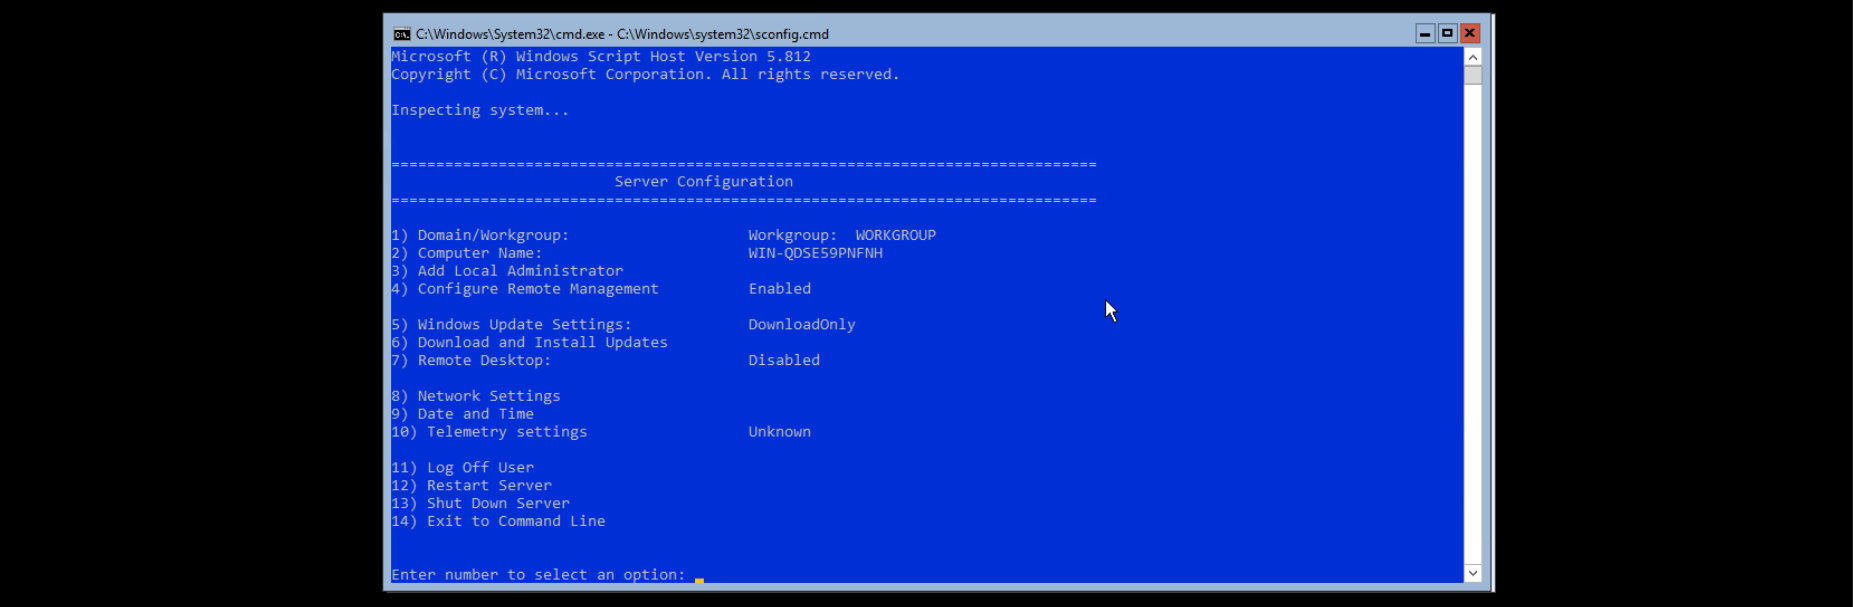 C:\Windows\System32\cmd.exe - C:\Windows\system32\sconfig.cmd
Microsoft (R) Windows Script Host Version 5.812
Copyright (C) Microsoft Corporation. All rights reserved.
Inspecting system...
===============================================================================
Server Configuration
===============================================================================
1) Domain/Workgroup: Workgroup: WORKGROUP
2) Computer Name: WIN-QDSE59PNFNH
3) Add Local Administrator
4) Configure Remote Management Enabled
5) Windows Update Settings: DownloadOnly
6) Download and Install Updates
7) Remote Desktop: Disabled
8) Network Settings
9) Date and Time
10) Telemetry settings Unknown
11) Log Off User
12) Restart Server
13) Shut Down Server
14) Exit to Command Line
Enter number to select an option: